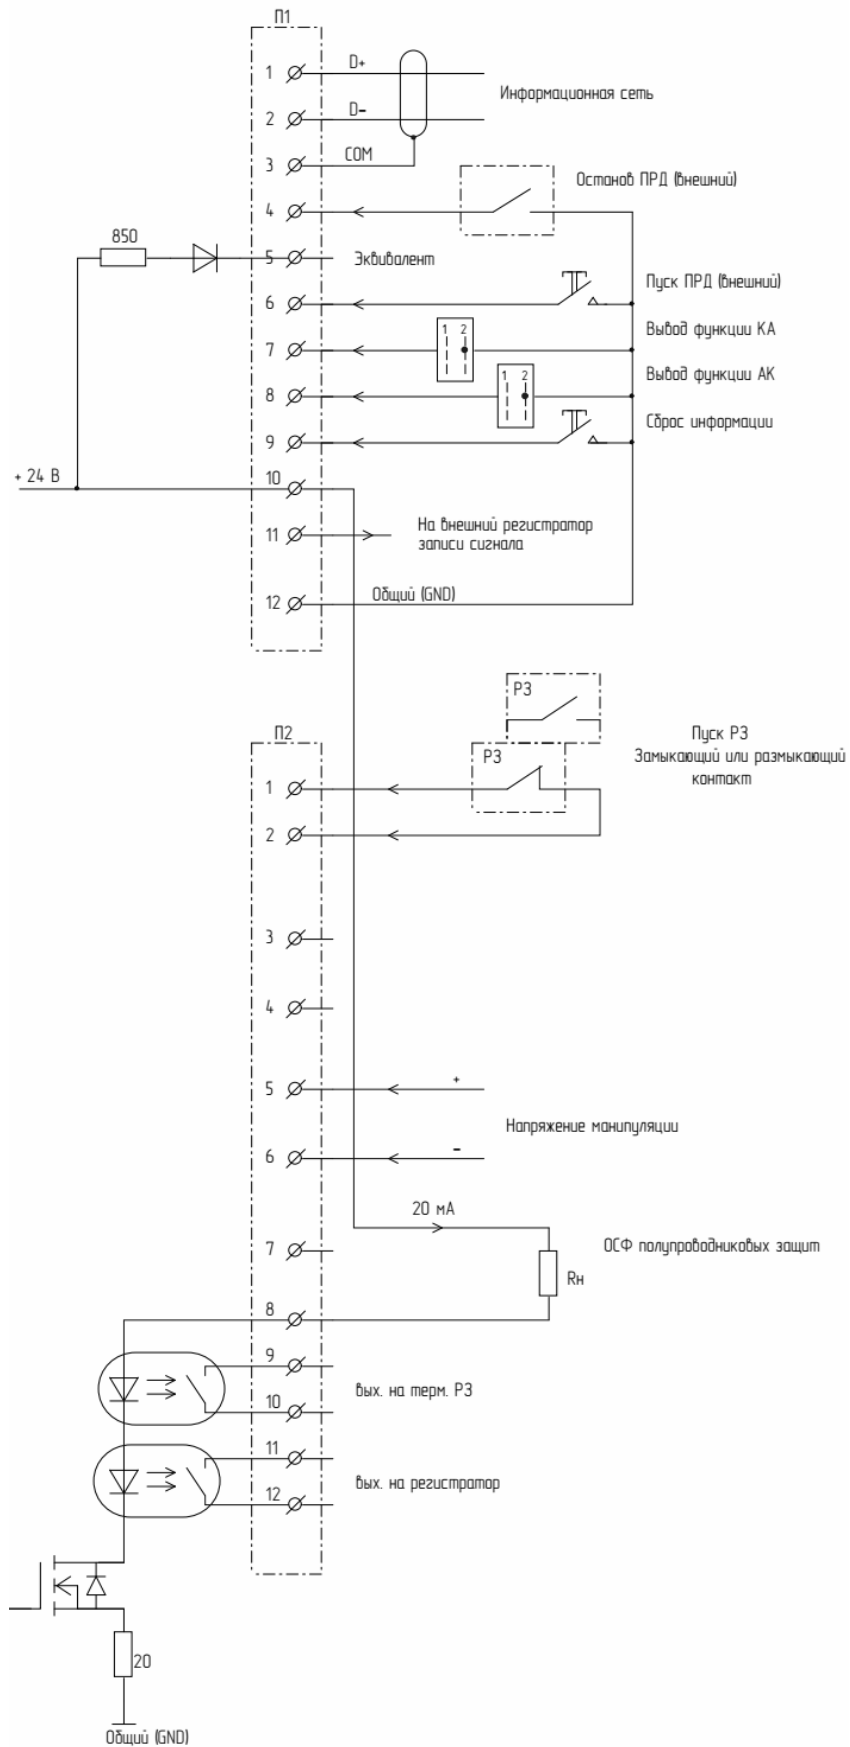 П1
1
D+
2
D-
Информационная сеть
3
COM
4
Останов ПРД (внешний)
850
5
Эквивалент
6
Пуск ПРД (внешний)
7
1 2
Вывод функции КА
8
1 2
Вывод функции АК
9
Сброс информации
+ 24 В
10
11
На внешний регистратор
записи сигнала
12
Общий (GND)
РЗ
П2
Пуск РЗ
Замыкающий или размыкающий
контакт
РЗ
1
2
3
4
5
+
Напряжение манипуляции
6
-
20 мА
7
ОСФ полупроводниковых защит
Rн
8
9
вых. на терм. РЗ
10
11
вых. на регистратор
12
20
Общий (GND)